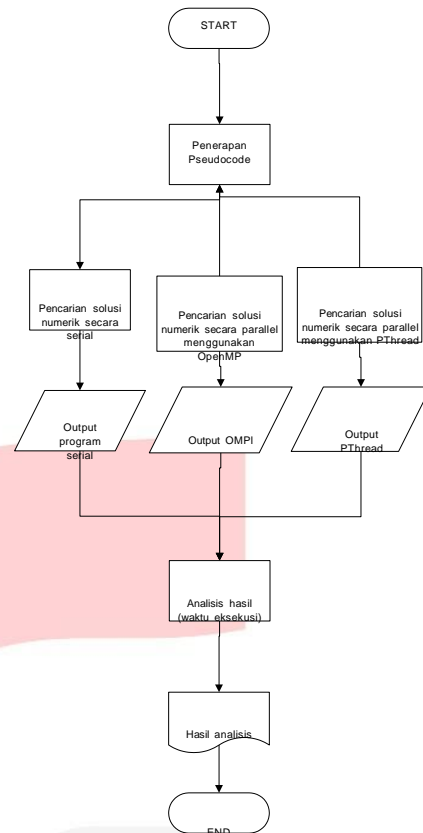 START
Penerapan
Pseudocode
Pencarian solusi
numerik secara
serial
Pencarian solusi
numerik secara parallel
menggunakan
OpenMP
Pencarian solusi
numerik secara parallel
menggunakan PThread
Output
program
serial
Output OMPI
Output
PThread
Analisis hasil
(waktu eksekusi)
Hasil analisis
END